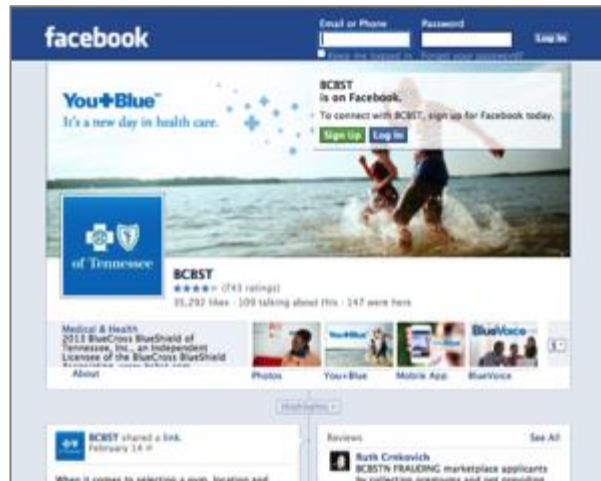 facebook
Email or Phone
Password
Log In
Keep me logged in
Forgot your password?
You+Blue™
It's a new day in health care.
BCBST
is on Facebook.
To connect with BCBST, sign up for Facebook today.
Sign Up
Log In
of Tennessee
BCBST
(743 ratings)
35,292 likes · 109 talking about this · 147 were here
Medical & Health
2013 BlueCross BlueShield of
Tennessee, Inc., an Independent
Licensee of the BlueCross BlueShield
About
Photos
You+Blue
You+Blue
Mobile App
BlueVoice
BlueVoice
Highlights
BCBST shared a link.
February 14
When it comes to selecting a gym, location and
Reviews
See All
Ruth Crnkovich
BCBSTN FRAUDING marketplace applicants
by collecting premiums and not providing